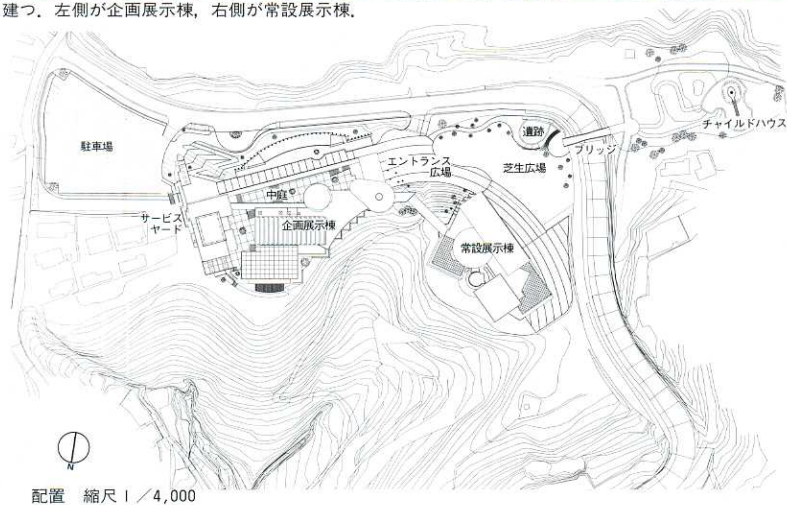 建つ．左側が企画展示棟，右側が常設展示棟．
駐車場
遺跡
チャイルドハウス
ブリッジ
エントランス
広場
芝生広場
中庭
サービス
ヤード
企画展示棟
常設展示棟
N
配置　縮尺1／4,000